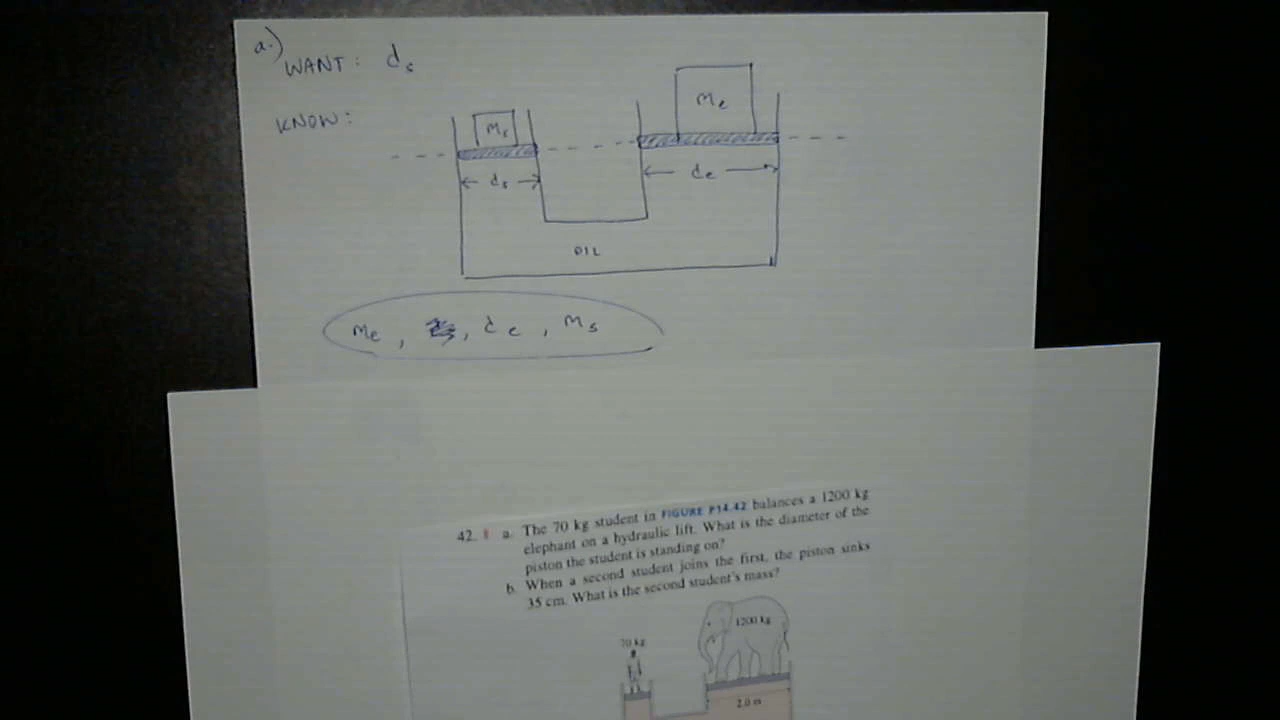 a.)
WANT: ds
KNOW:
Ms
Me
ds
de
OIL
Me, , de, Ms
42. a. The 70 kg student in FIGURE P14.42 balances a 1200 kg
elephant on a hydraulic lift. What is the diameter of the
piston the student is standing on?
b. When a second student joins the first, the piston sinks
35 cm. What is the second student's mass?
1200 kg
70 kg
2.0 m